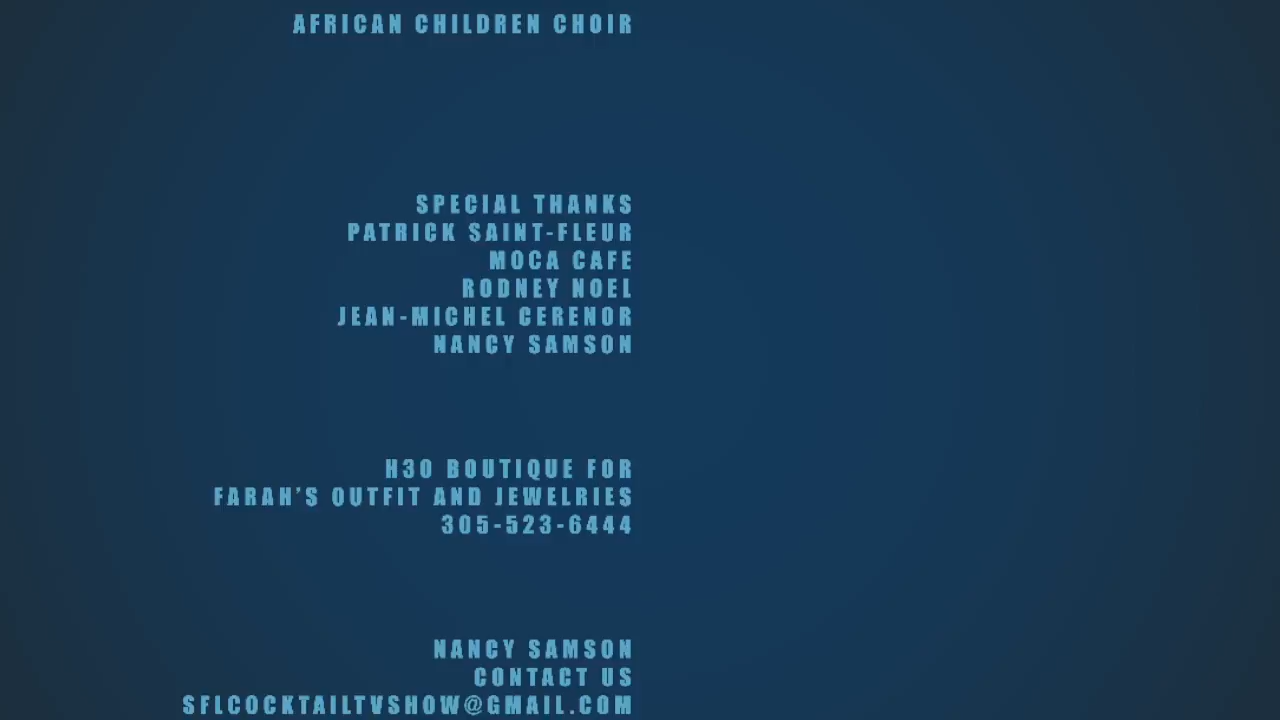 AFRICAN CHILDREN CHOIR
SPECIAL THANKS
PATRICK SAINT-FLEUR
MOCA CAFE
RODNEY NOEL
JEAN-MICHEL CERENOR
NANCY SAMSON
H3O BOUTIQUE FOR
FARAH'S OUTFIT AND JEWELRIES
305-523-6444
NANCY SAMSON
CONTACT US
SFLCOCKTAILTVSHOW@GMAIL.COM